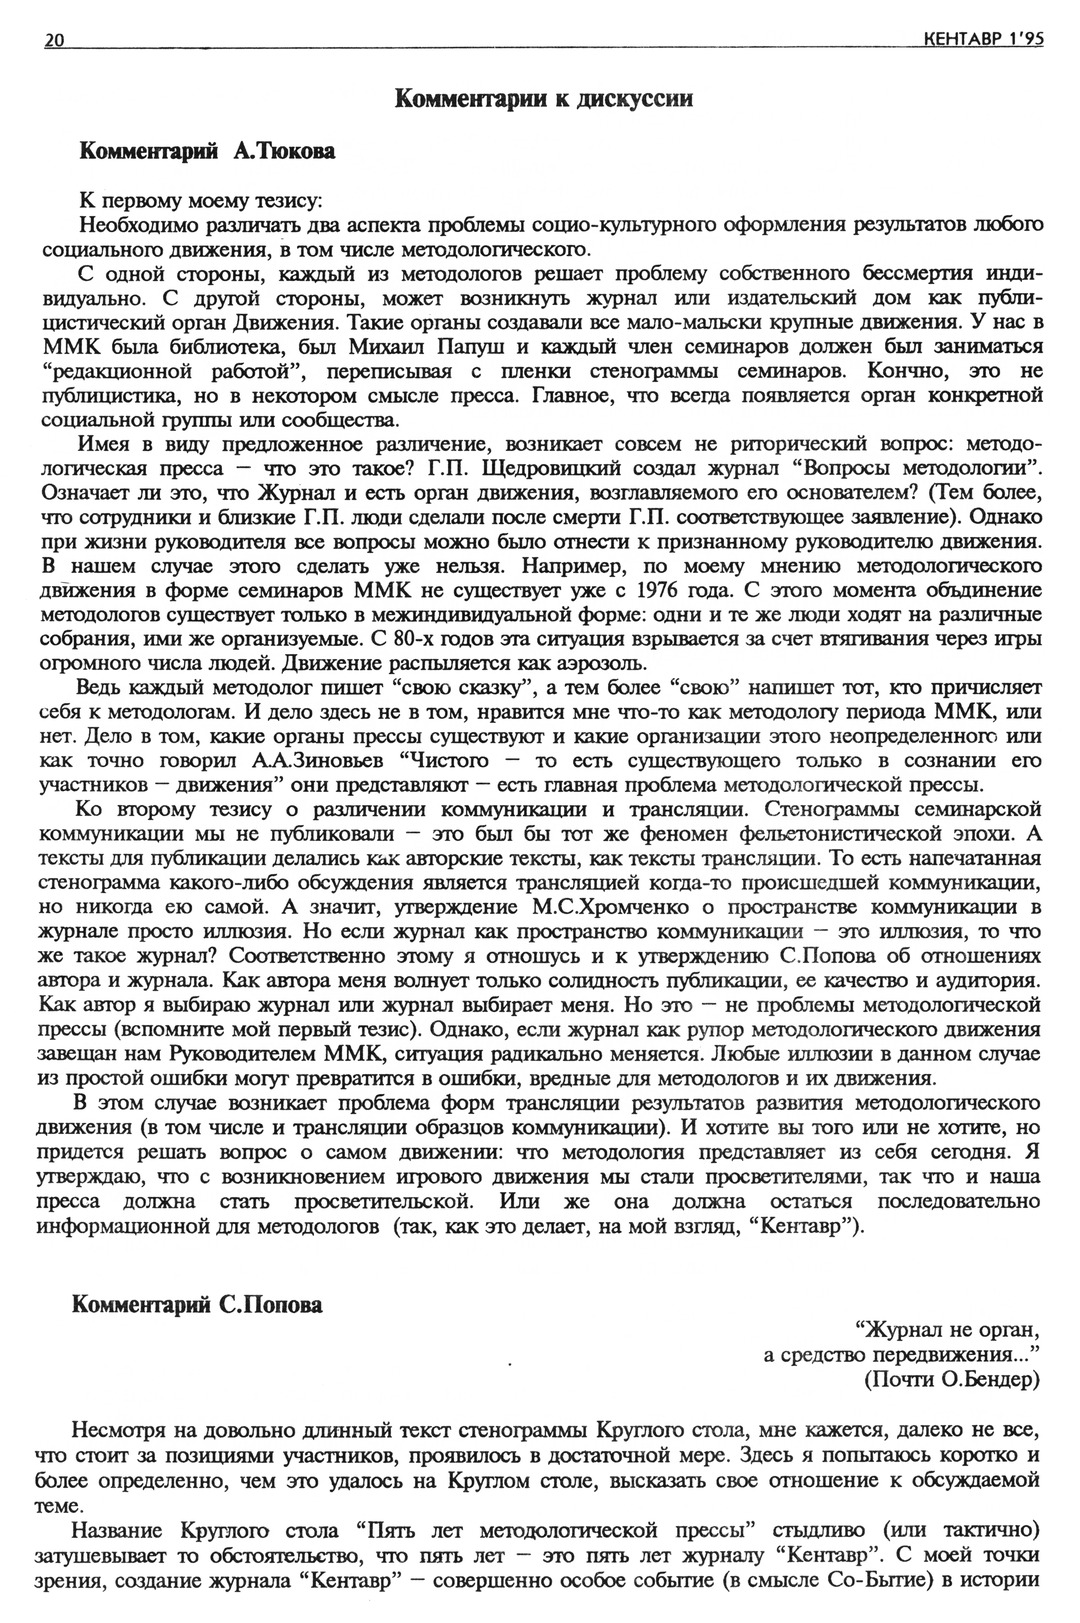 20 КЕНТАВР 1'95
Комментарии к дискуссии
Комментарий А.Тюкова
К первому моему тезису:
Необходимо различать два аспекта проблемы социо-культурного оформления результатов любого
социального движения, в том числе методологического.
С одной стороны, каждый из методологов решает проблему собственного бессмертия инди-
видуально. С другой стороны, может возникнуть журнал или издательский дом как публи-
цистический орган Движения. Такие органы создавали все мало-мальски крупные движения. У нас в
ММК была библиотека, был Михаил Папуш и каждый член семинаров должен был заниматься
“редакционной работой”, переписывая с пленки стенограммы семинаров. Кончно, это не
публицистика, но в некотором смысле пресса. Главное, что всегда появляется орган конкретной
социальной группы или сообщества.
Имея в виду предложенное различение, возникает совсем не риторический вопрос: методо-
логическая пресса — что это такое? Г.П. Щедровицкий создал журнал “Вопросы методологии”.
Означает ли это, что Журнал и есть орган движения, возглавляемого его основателем? (Тем более,
что сотрудники и близкие Г.П. люди сделали после смерти Г.П. соответствующее заявление). Однако
при жизни руководителя все вопросы можно было отнести к признанному руководителю движения.
В нашем случае этого сделать уже нельзя. Например, по моему мнению методологического
движения в форме семинаров ММК не существует уже с 1976 года. С этого момента объдинение
методологов существует только в межиндивидуальной форме: одни и те же люди ходят на различные
собрания, ими же организуемые. С 80-х годов эта ситуация взрывается за счет втягивания через игры
огромного числа людей. Движение распыляется как аэрозоль.
Ведь каждый методолог пишет “свою сказку”, а тем более “свою” напишет тот, кто причисляет
себя к методологам. И дело здесь не в том, нравится мне что-то как методологу периода ММК, или
нет. Дело в том, какие органы прессы существуют и какие организации этого неопределенного или
как точно говорил А.А.Зиновьев “Чистого — то есть существующего только в сознании его
участников — движения” они представляют — есть главная проблема методологической прессы.
Ко второму тезису о различении коммуникации и трансляции. Стенограммы семинарской
коммуникации мы не публиковали — это был бы тот же феномен фельетонистической эпохи. А
тексты для публикации делались как авторские тексты, как тексты трансляции. То есть напечатанная
стенограмма какого-либо обсуждения является трансляцией когда-то происшедшей коммуникации,
но никогда ею самой. А значит, утверждение М.С.Хромченко о пространстве коммуникации в
журнале просто иллюзия. Но если журнал как пространство коммуникации — это иллюзия, то что
же такое журнал? Соответственно этому я отношусь и к утверждению С.Попова об отношениях
автора и журнала. Как автора меня волнует только солидность публикации, ее качество и аудитория.
Как автор я выбираю журнал или журнал выбирает меня. Но это — не проблемы методологической
прессы (вспомните мой первый тезис). Однако, если журнал как рупор методологического движения
завещан нам Руководителем ММК, ситуация радикально меняется. Любые иллюзии в данном случае
из простой ошибки могут превратится в ошибки, вредные для методологов и их движения.
В этом случае возникает проблема форм трансляции результатов развития методологического
движения (в том числе и трансляции образцов коммуникации). И хотите вы того или не хотите, но
придется решать вопрос о самом движении: что методология представляет из себя сегодня. Я
утверждаю, что с возникновением игрового движения мы стали просветителями, так что и наша
пресса должна стать просветительской. Или же она должна остаться последовательно
информационной для методологов (так, как это делает, на мой взгляд, “Кентавр”).
Комментарий С.Попова
“Журнал не орган,
а средство передвижения...”
(Почти О.Бендер)
Несмотря на довольно длинный текст стенограммы Круглого стола, мне кажется, далеко не все,
что стоит за позициями участников, проявилось в достаточной мере. Здесь я попытаюсь коротко и
более определенно, чем это удалось на Круглом столе, высказать свое отношение к обсуждаемой
теме.
Название Круглого стола “Пять лет методологической прессы” стыдливо (или тактично)
затушевывает то обстоятельство, что пять лет — это пять лет журналу “Кентавр”. С моей точки
зрения, создание журнала “Кентавр” — совершенно особое событие (в смысле Со-Бытие) в истории